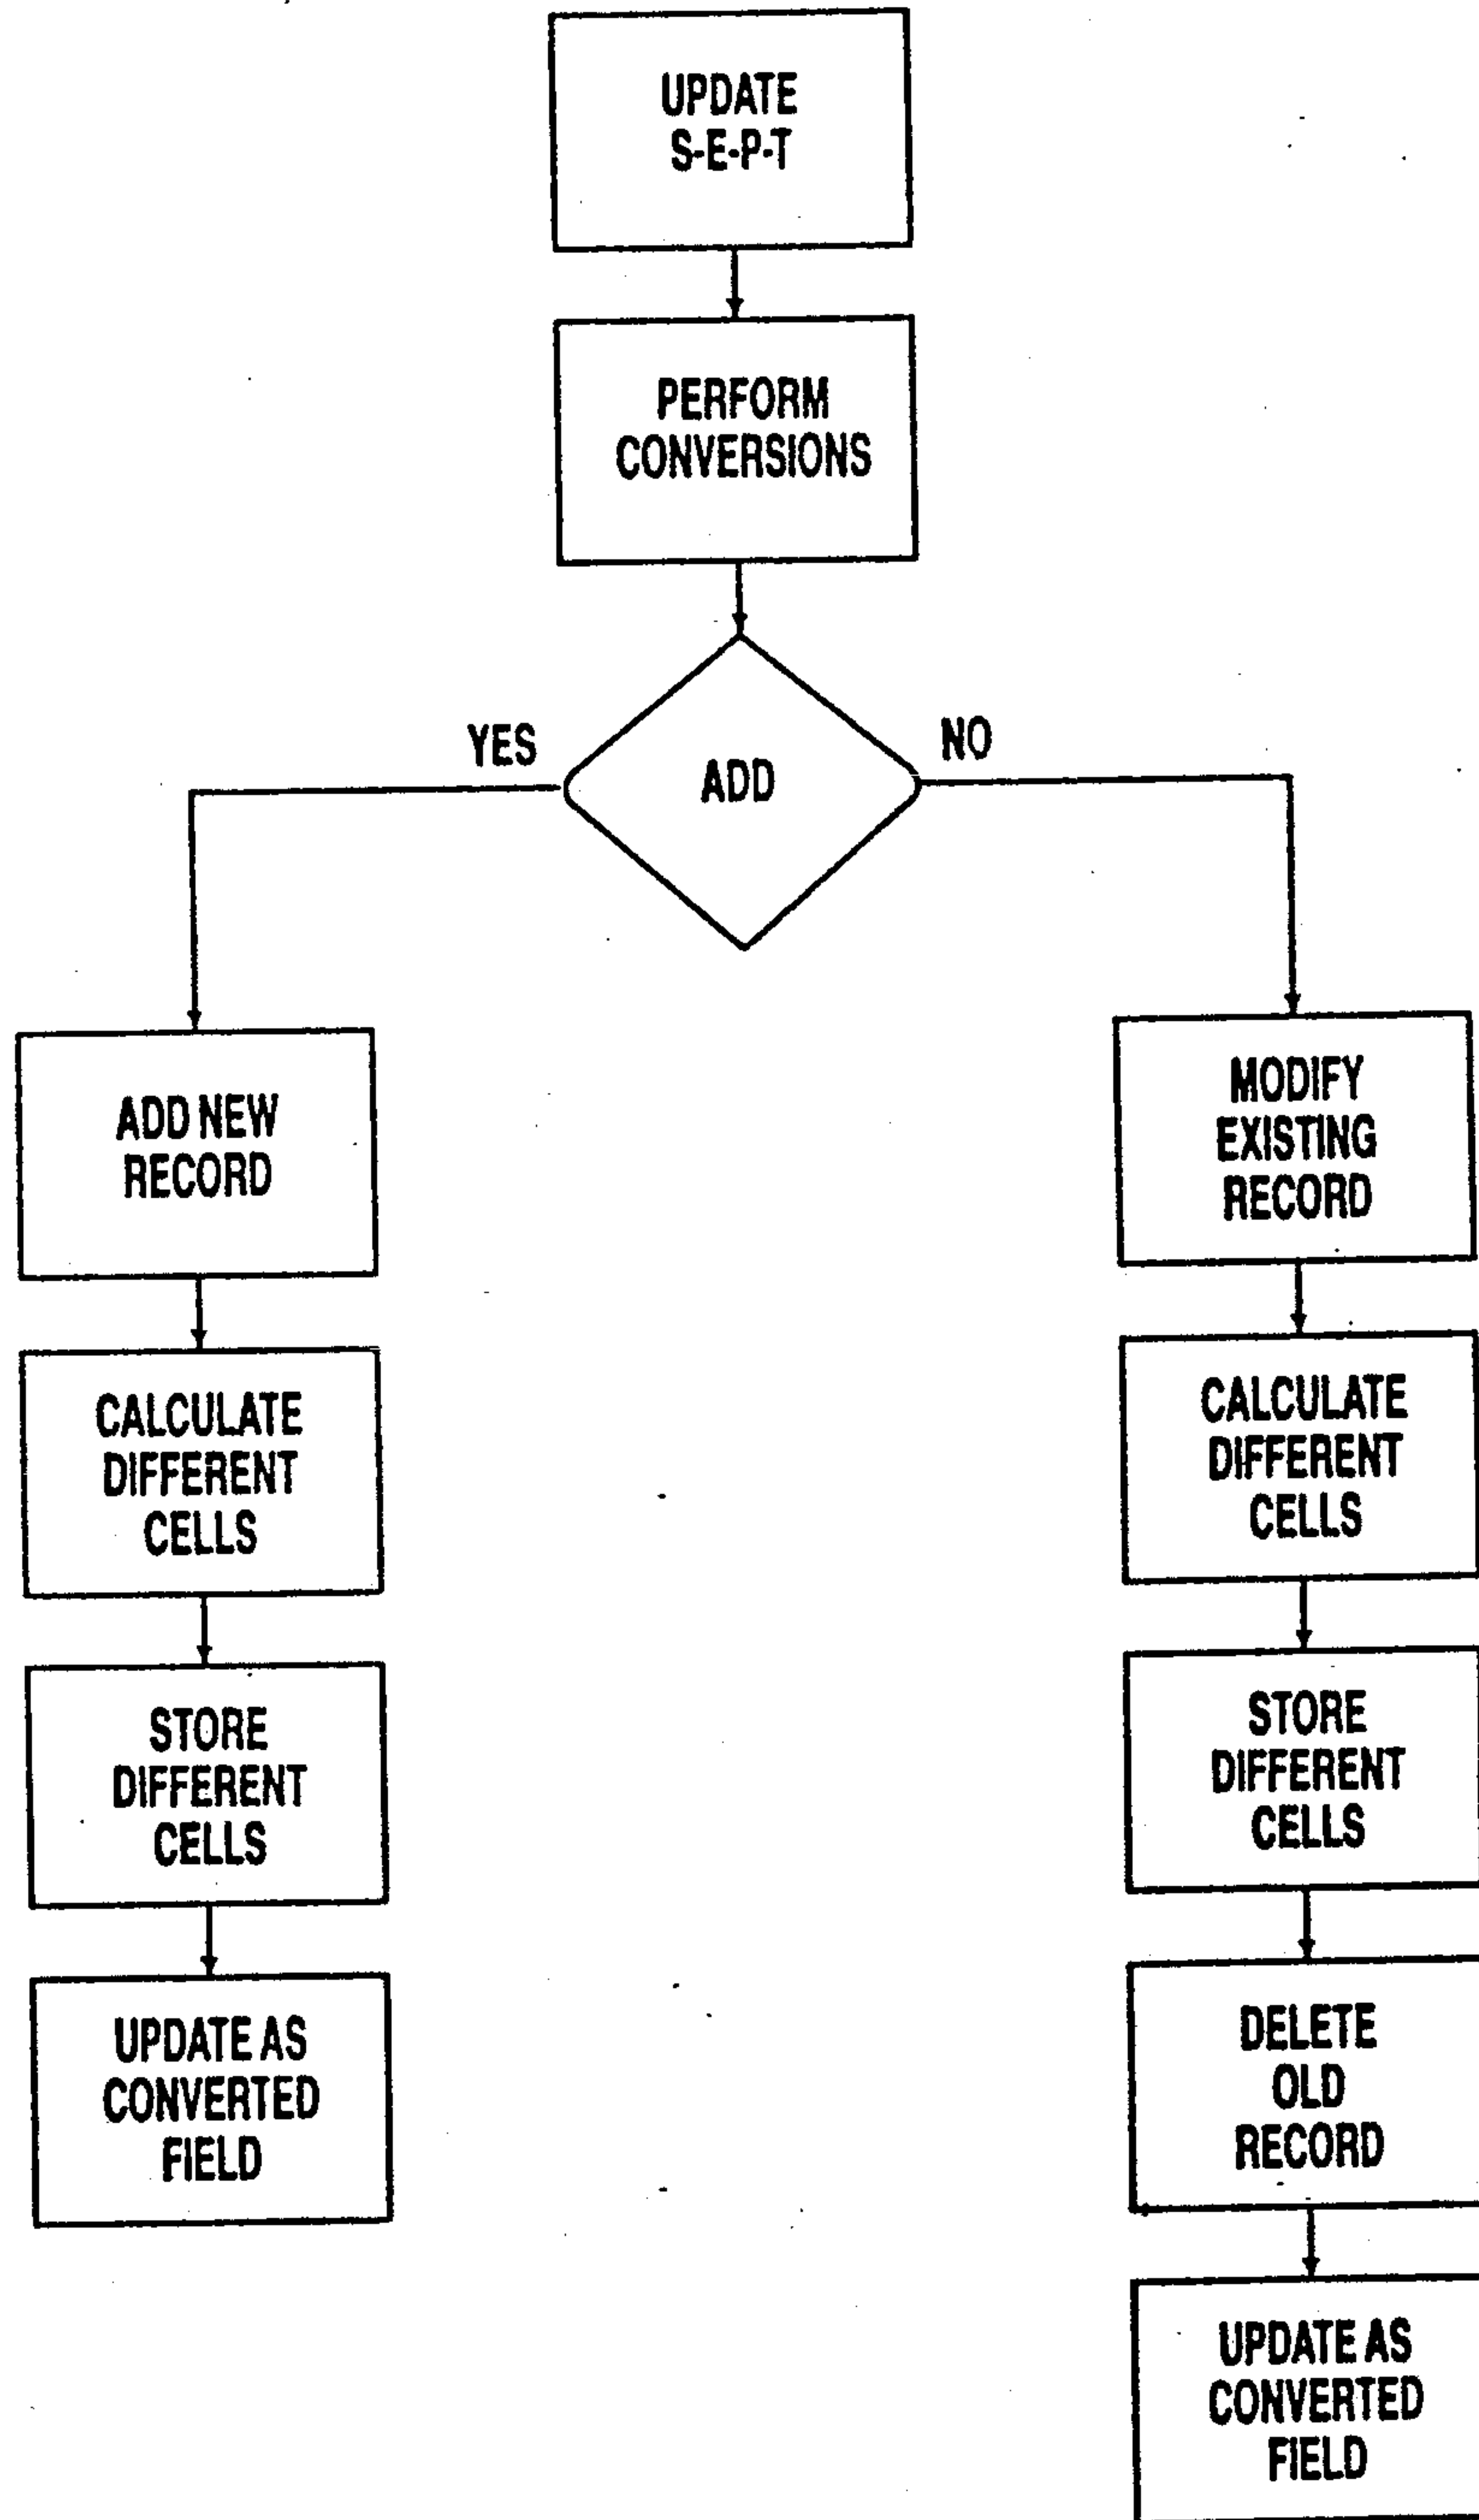 UPDATE
S-E-P-T
PERFORM
CONVERSIONS
YES
ADD
NO
ADD NEW
RECORD
CALCULATE
DIFFERENT
CELLS
STORE
DIFFERENT
CELLS
UPDATE AS
CONVERTED
FIELD
MODIFY
EXISTING
RECORD
CALCULATE
DIFFERENT
CELLS
STORE
DIFFERENT
CELLS
DELETE
OLD
RECORD
UPDATE AS
CONVERTED
FIELD